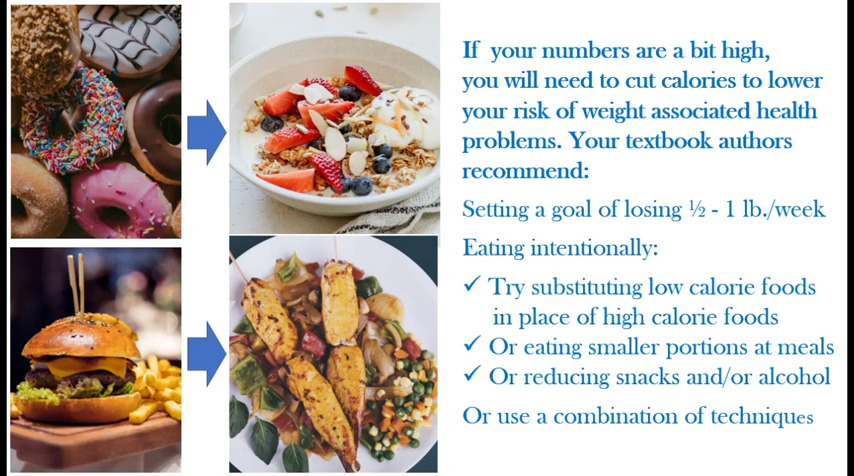 If your numbers are a bit high,
you will need to cut calories to lower
your risk of weight associated health
problems. Your textbook authors
recommend:
Setting a goal of losing ½ - 1 lb./week
Eating intentionally:
✓ Try substituting low calorie foods
in place of high calorie foods
✓ Or eating smaller portions at meals
✓ Or reducing snacks and/or alcohol
Or use a combination of techniques